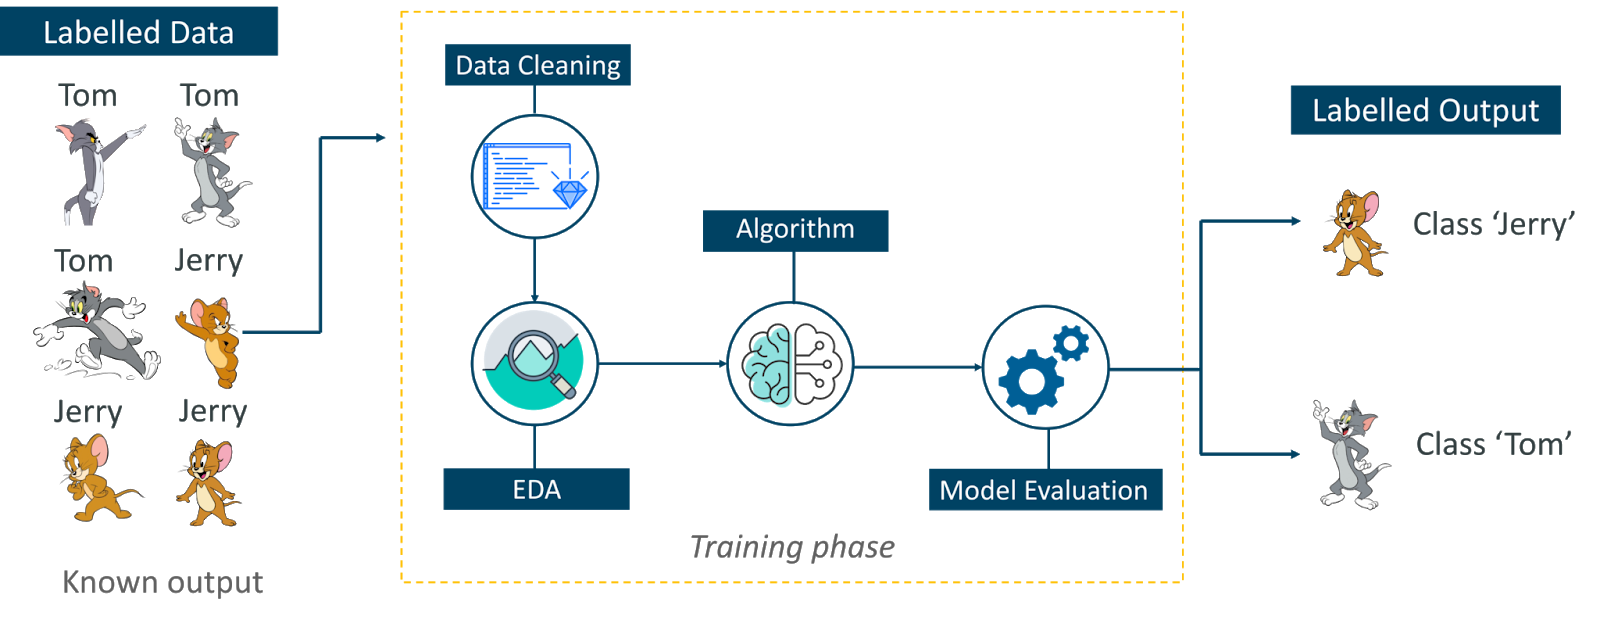 Labelled Data
Tom
Tom
Tom
Jerry
Jerry
Jerry
Known output
Data Cleaning
EDA
Algorithm
Model Evaluation
Training phase
Labelled Output
Class ‘Jerry’
Class ‘Tom’